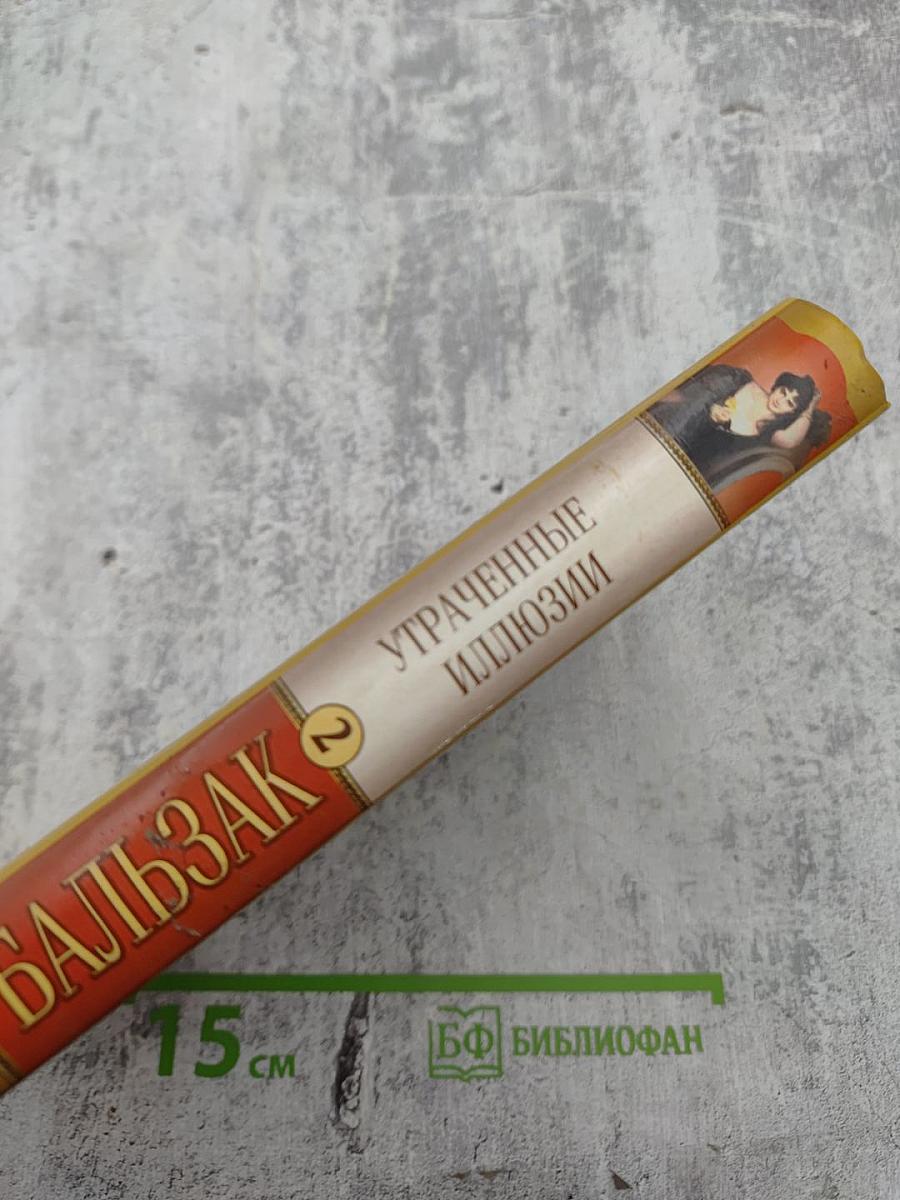 БАЛЬЗАК
2
УТРАЧЕННЫЕ
ИЛЛЮЗИИ
15 см
БФ БИБЛИОФАН